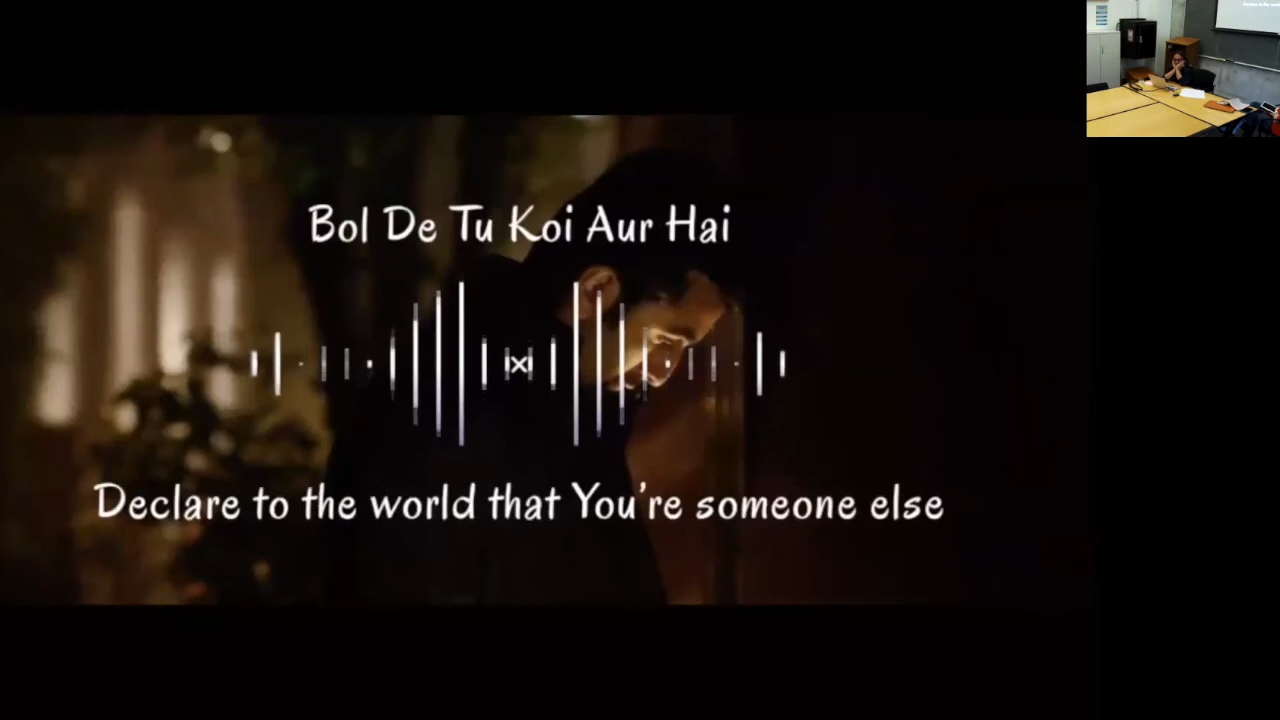 Bol De Tu Koi Aur Hai
Declare to the world that You're someone else